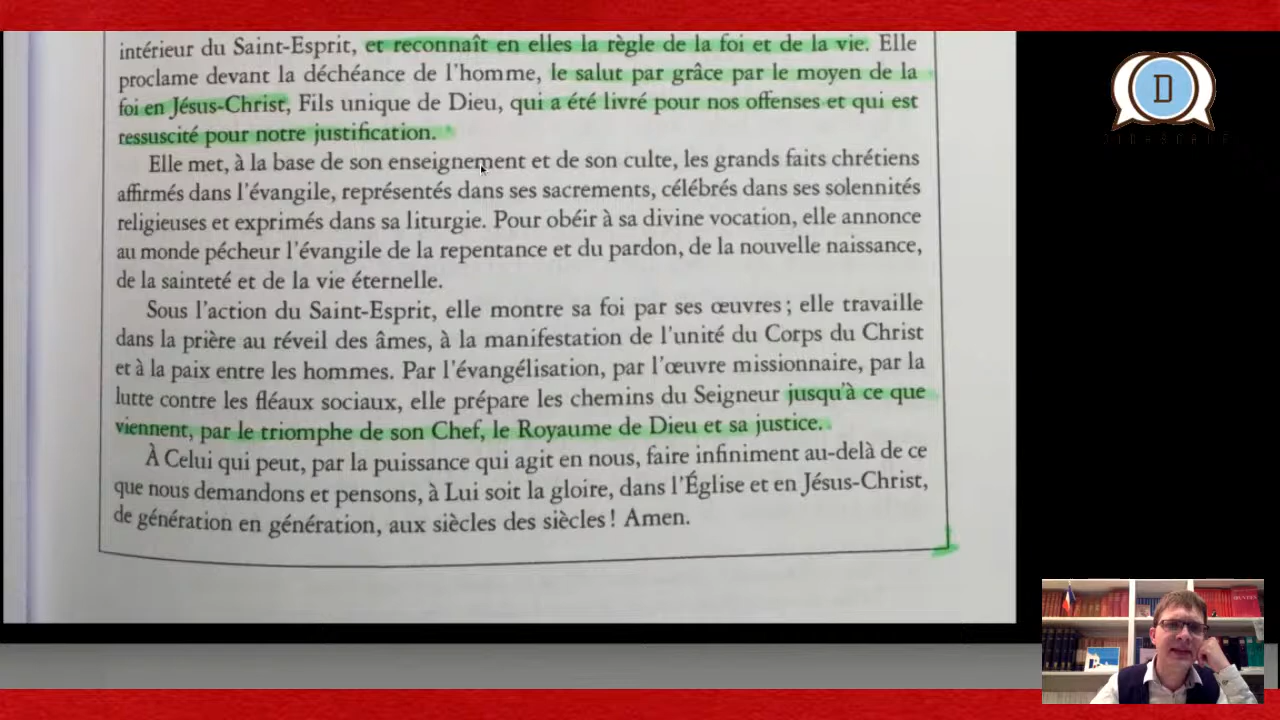 intérieur du Saint-Esprit, et reconnaît en elles la règle de la foi et de la vie. Elle
proclame devant la déchéance de l'homme, le salut par grâce par le moyen de la
foi en Jésus-Christ, Fils unique de Dieu, qui a été livré pour nos offenses et qui est
ressuscité pour notre justification.
Elle met, à la base de son enseignement et de son culte, les grands faits chrétiens
affirmés dans l'évangile, représentés dans ses sacrements, célébrés dans ses solennités
religieuses et exprimés dans sa liturgie. Pour obéir à sa divine vocation, elle annonce
au monde pécheur l'évangile de la repentance et du pardon, de la nouvelle naissance,
de la sainteté et de la vie éternelle.
Sous l'action du Saint-Esprit, elle montre sa foi par ses œuvres ; elle travaille
dans la prière au réveil des âmes, à la manifestation de l'unité du Corps du Christ
et à la paix entre les hommes. Par l'évangélisation, par l'œuvre missionnaire, par la
lutte contre les fléaux sociaux, elle prépare les chemins du Seigneur jusqu'à ce que
viennent, par le triomphe de son Chef, le Royaume de Dieu et sa justice.
À Celui qui peut, par la puissance qui agit en nous, faire infiniment au-delà de ce
que nous demandons et pensons, à Lui soit la gloire, dans l'Église et en Jésus-Christ,
de génération en génération, aux siècles des siècles ! Amen.
D